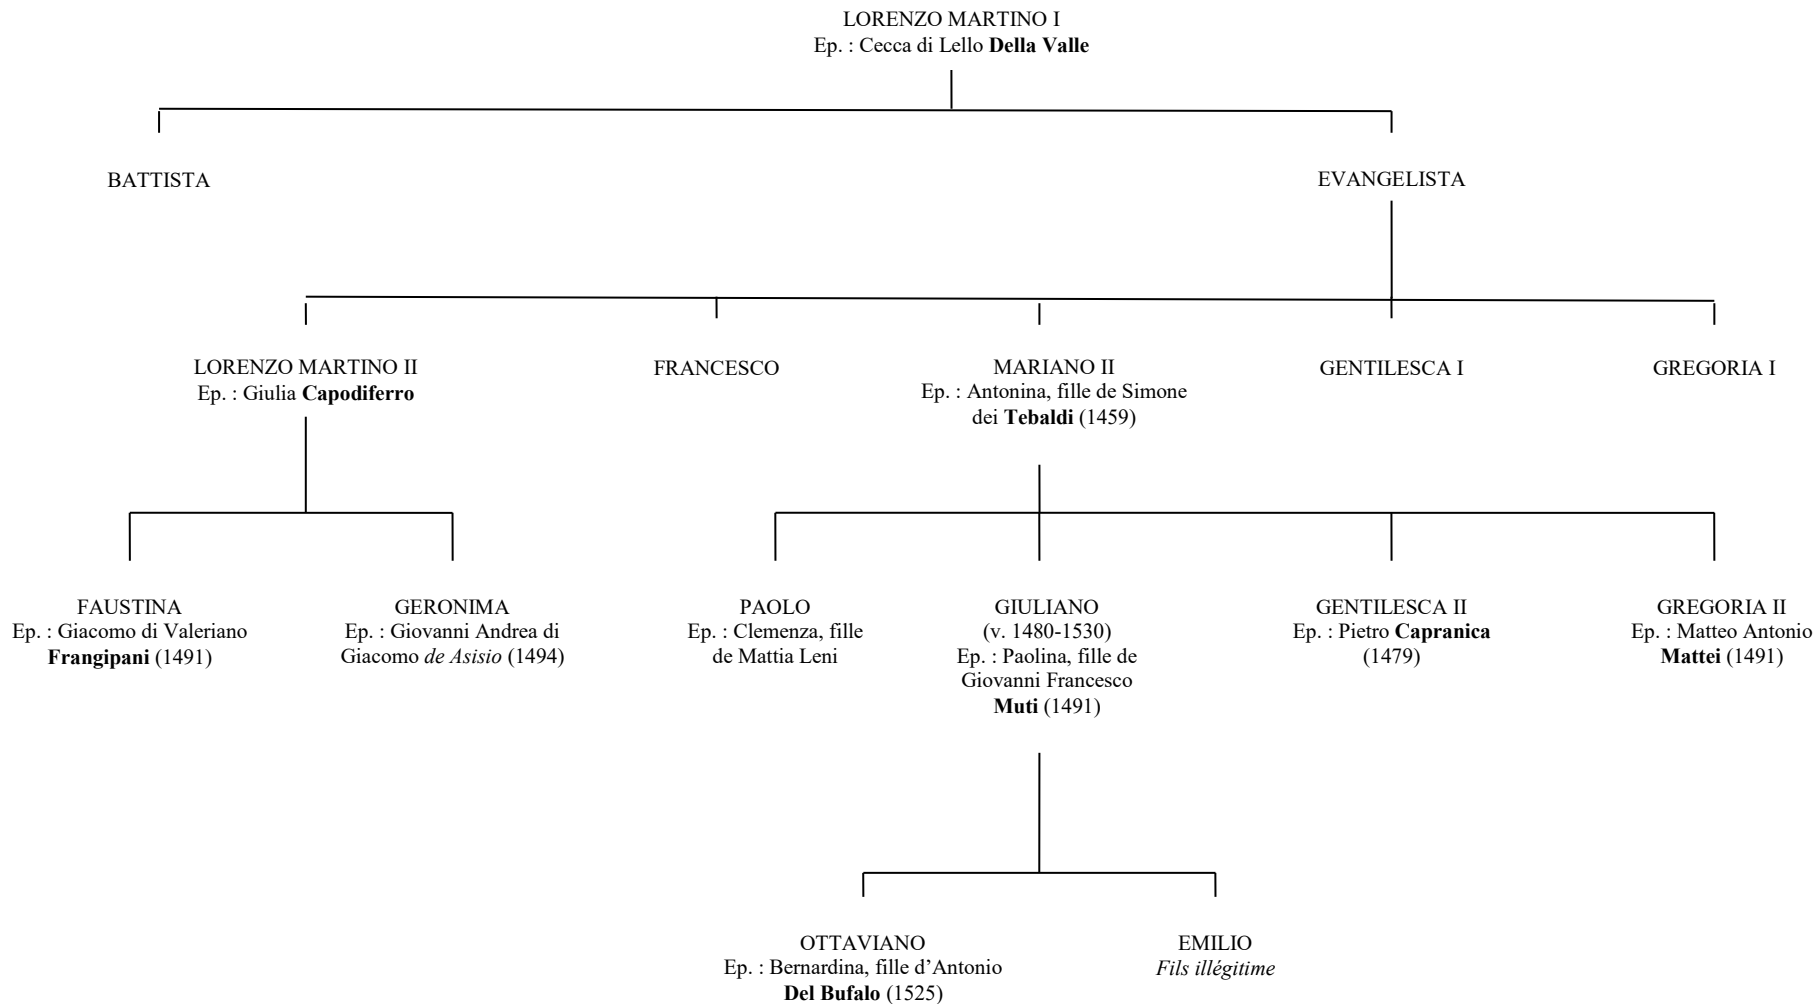 LORENZO MARTINO I
Ep. : Cecca di Lello Della Valle
BATTISTA
EVANGELISTA
LORENZO MARTINO II
Ep. : Giulia Capodiferro
FRANCESCO
MARIANO II
Ep. : Antonina, fille de Simone
dei Tebaldi (1459)
GENTILESCA I
GREGORIA I
FAUSTINA
Ep. : Giacomo di Valeriano
Frangipani (1491)
GERONIMA
Ep. : Giovanni Andrea di
Giacomo de Asisio (1494)
PAOLO
Ep. : Clemenza, fille
de Mattia Leni
GIULIANO
(v. 1480-1530)
Ep. : Paolina, fille de
Giovanni Francesco
Muti (1491)
GENTILESCA II
Ep. : Pietro Capranica
(1479)
GREGORIA II
Ep. : Matteo Antonio
Mattei (1491)
OTTAVIANO
Ep. : Bernardina, fille d’Antonio
Del Bufalo (1525)
EMILIO
Fils illégitime